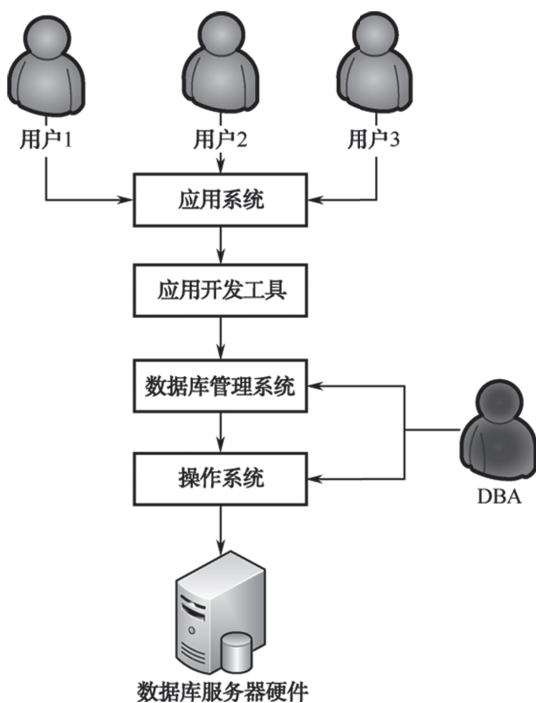 用户1
用户2
用户3
应用系统
应用开发工具
数据库管理系统
操作系统
DBA
数据库服务器硬件